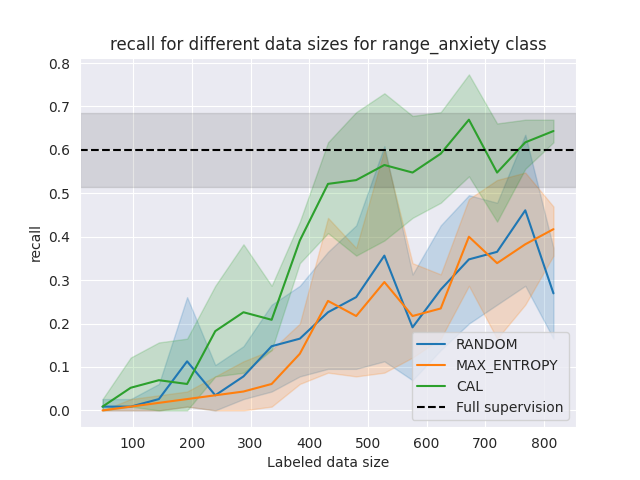 recall for different data sizes for range_anxiety class
0.8
0.7
0.6
0.5
0.4
0.3
0.2
0.1
0.0
recall
100 200 300 400 500 600 700 800
Labeled data size
RANDOM
MAX_ENTROPY
CAL
Full supervision